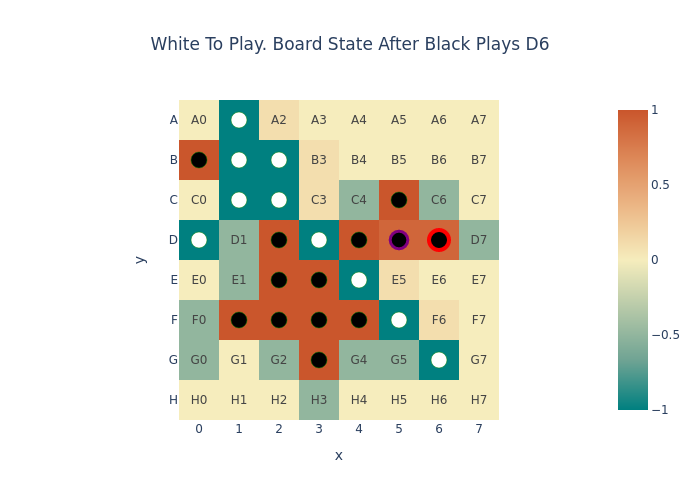 White To Play. Board State After Black Plays D6
A A0 A2 A3 A4 A5 A6 A7
B B3 B4 B5 B6 B7
C C0 C3 C4 C6 C7
D D1 D7
E E0 E1 E5 E6 E7
F F0 F6 F7
G G0 G1 G2 G4 G5 G7
H H0 H1 H2 H3 H4 H5 H6 H7
0 1 2 3 4 5 6 7
x
y
1
0.5
0
−0.5
−1